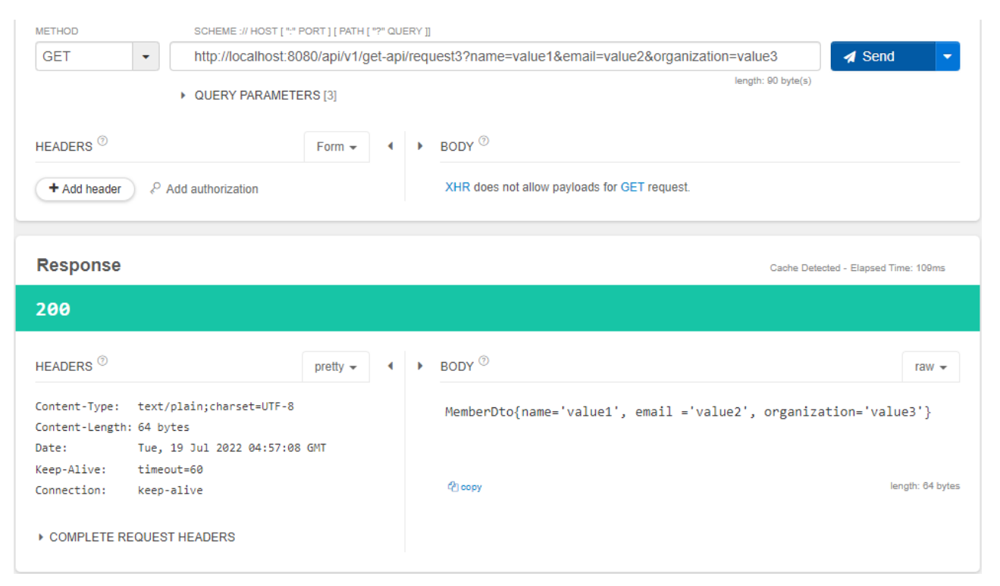 METHOD
SCHEME :// HOST [ ":" PORT ] [ PATH [ "?" QUERY ]]
GET
http://localhost:8080/api/v1/get-api/request3?name=value1&email=value2&organization=value3
Send
length: 90 byte(s)
QUERY PARAMETERS [3]
HEADERS ?
Form
BODY ?
+ Add header
Add authorization
XHR does not allow payloads for GET request.
Response
Cache Detected - Elapsed Time: 109ms
200
HEADERS ?
pretty
BODY ?
raw
Content-Type: text/plain;charset=UTF-8
Content-Length: 64 bytes
Date: Tue, 19 Jul 2022 04:57:08 GMT
Keep-Alive: timeout=60
Connection: keep-alive
MemberDto{name='value1', email ='value2', organization='value3'}
copy
length: 64 bytes
COMPLETE REQUEST HEADERS